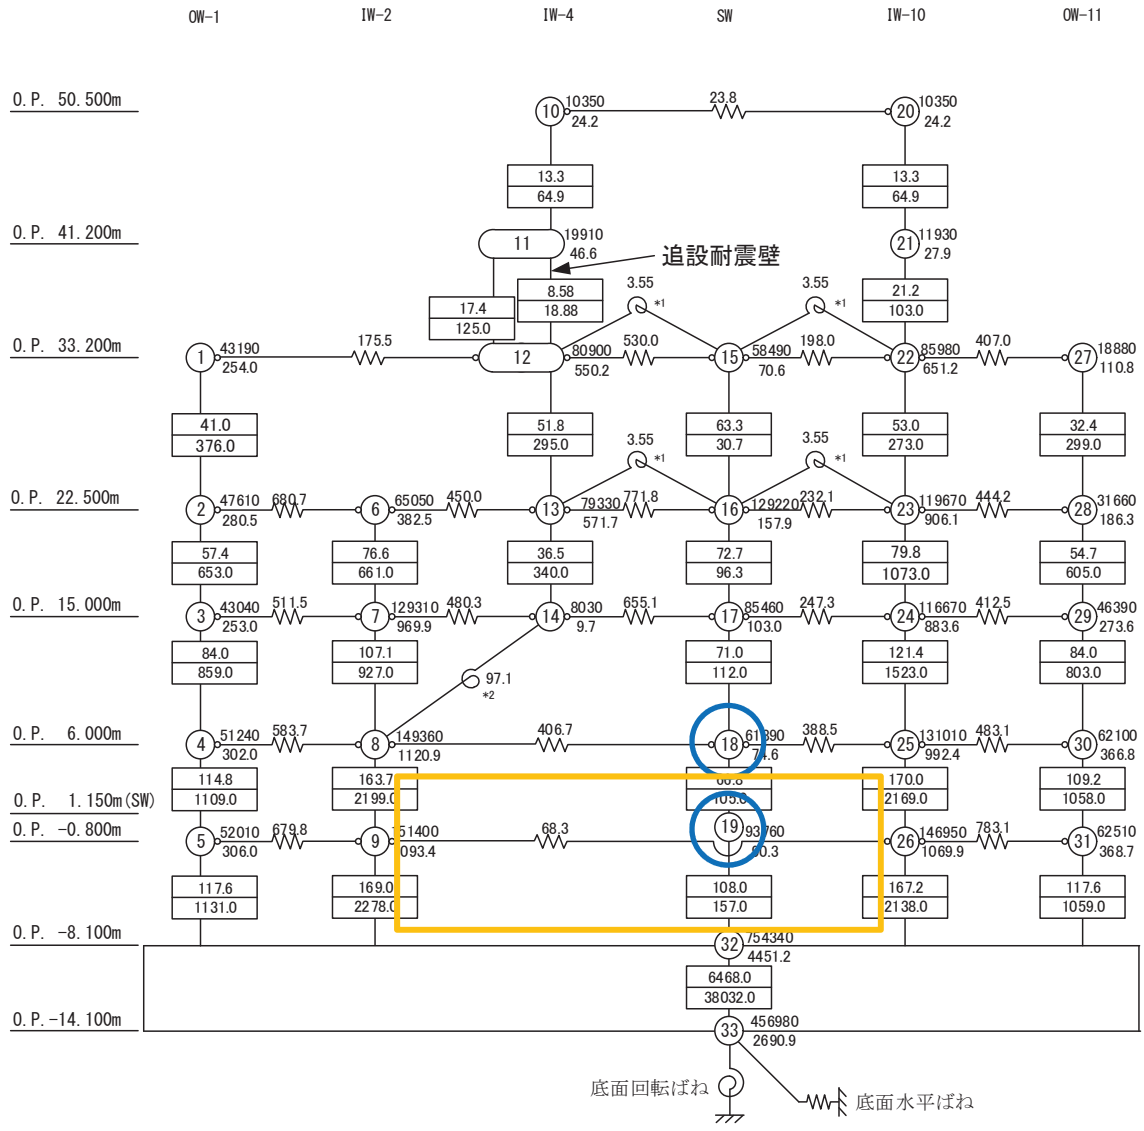 OW-1 IW-2 IW-4 SW IW-10 OW-11
O.P. 50.500m 10 10350 23.8 20 10350
24.2 24.2
13.3 13.3
64.9 64.9
O.P. 41.200m 11 19910 21 11930
46.6 27.9
追設耐震壁
17.4 8.58 3.55 *1 3.55 *1 21.2
125.0 18.88 103.0
O.P. 33.200m 1 43190 175.5 12 80900 530.0 15 58490 198.0 22 85980 407.0 27 18880
254.0 550.2 70.6 651.2 110.8
41.0 51.8 63.3 53.0 32.4
376.0 295.0 30.7 273.0 299.0
3.55 *1 3.55 *1
O.P. 22.500m 2 47610 680.7 6 65050 450.0 13 79330 771.8 16 129220 232.1 23 119670 444.2 28 31660
280.5 382.5 571.7 157.9 906.1 186.3
57.4 76.6 36.5 72.7 79.8 54.7
653.0 661.0 340.0 96.3 1073.0 605.0
O.P. 15.000m 3 43040 511.5 7 129310 480.3 14 8030 655.1 17 85460 247.3 24 116670 412.5 29 46390
253.0 969.9 9.7 103.0 883.6 273.6
84.0 107.1 71.0 121.4 84.0
859.0 927.0 112.0 1523.0 803.0
97.1
*2
O.P. 6.000m 4 51240 583.7 8 149360 406.7 18 388.5 25 131010 483.1 30 62100
302.0 1120.9 74.6 992.4 366.8
114.8 163.7 66.8 170.0 109.2
1109.0 2199.0 2169.0 1058.0
O.P. 1.150m(SW) 19
O.P. -0.800m 5 52010 679.8 9 151400 68.3 93760 26 146950 783.1 31 62510
306.0 1093.4 90.3 1069.9 368.7
117.6 169.0 108.0 167.2 117.6
1131.0 2278.0 157.0 2138.0 1059.0
O.P. -8.100m 32 754340
4451.2
6468.0
38032.0
O.P.-14.100m 33 456980
2690.9
底面回転ばね 底面水平ばね